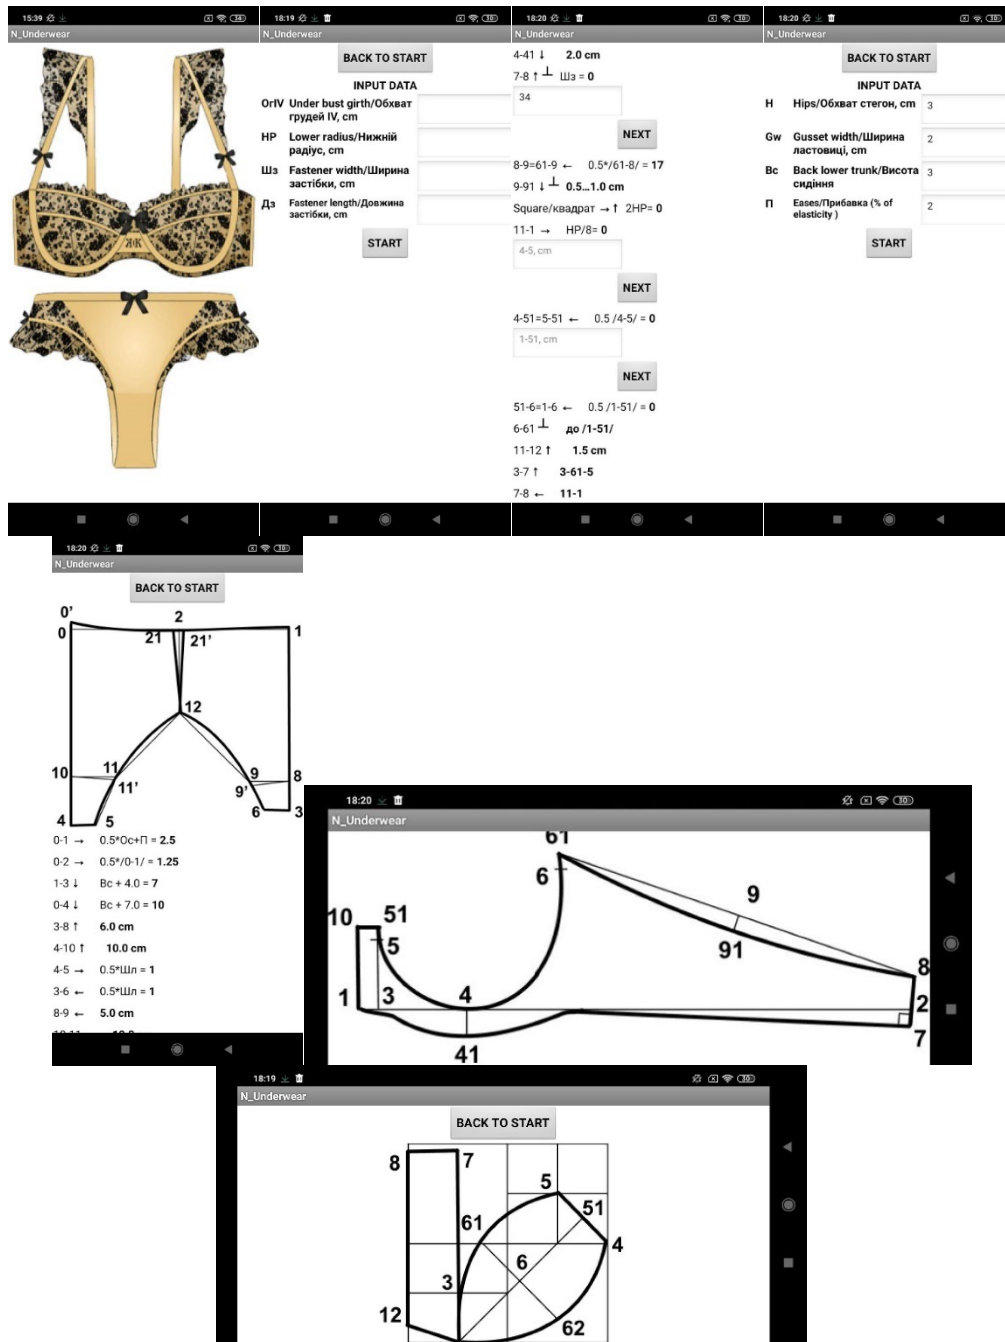 15:39
34
N_Underwear
18:19
30
N_Underwear
BACK TO START
INPUT DATA
ОгIV Under bust girth/Обхват грудей IV, cm
НР Lower radius/Нижній радіус, cm
Шз Fastener width/Ширина застібки, cm
Дз Fastener length/Довжина застібки, cm
START
18:20
30
N_Underwear
4-41 ↓ 2.0 cm
7-8 ↑ ┴ Шз = 0
34
NEXT
8-9=61-9 ← 0.5*/61-8/ = 17
9-91 ↓ ┴ 0.5...1.0 cm
Square/квадрат → ↑ 2НР= 0
11-1 → НР/8= 0
4-5, cm
NEXT
4-51=5-51 ← 0.5 /4-5/ = 0
1-51, cm
NEXT
51-6=1-6 ← 0.5 /1-51/ = 0
6-61 ┴ до /1-51/
11-12 ↑ 1.5 cm
3-7 ↑ 3-61-5
7-8 ← 11-1
18:20
30
N_Underwear
BACK TO START
INPUT DATA
H Hips/Обхват стегон, cm 3
Gw Gusset width/Ширина ластовиці, cm 2
Вс Back lower trunk/Висота сидіння 3
П Eases/Прибавка (% of elasticity ) 2
START
18:20
30
N_Underwear
BACK TO START
0'
0
2
1
21
21'
12
10
11
11'
9
9'
8
4
5
6
3
0-1 → 0.5*Ос+П = 2.5
0-2 → 0.5*/0-1/ = 1.25
1-3 ↓ Вс + 4.0 = 7
0-4 ↓ Вс + 7.0 = 10
3-8 ↑ 6.0 cm
4-10 ↑ 10.0 cm
4-5 → 0.5*Шл = 1
3-6 ← 0.5*Шл = 1
8-9 ← 5.0 cm
18:20
30
N_Underwear
61
6
9
10
51
5
91
8
1
3
4
2
7
41
18:19
30
N_Underwear
BACK TO START
8
7
5
51
61
4
6
3
12
62